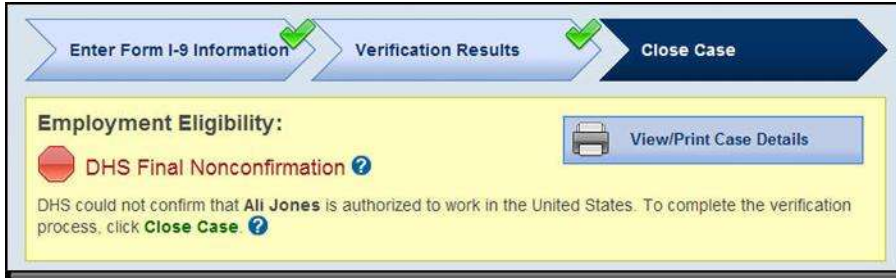 Enter Form I-9 Information
Verification Results
Close Case
Employment Eligibility:
View/Print Case Details
DHS Final Nonconfirmation ?
DHS could not confirm that Ali Jones is authorized to work in the United States. To complete the verification
process, click Close Case. ?